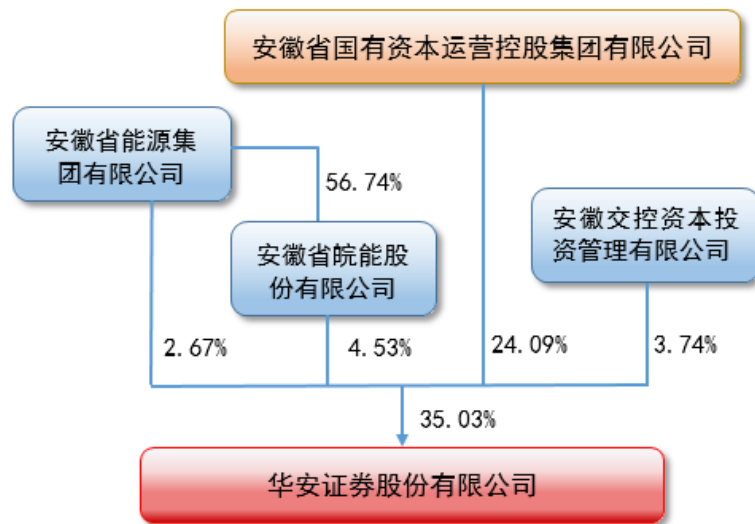 安徽省国有资本运营控股集团有限公司
安徽省能源集
团有限公司
56.74%
安徽省皖能股
份有限公司
安徽交控资本投
资管理有限公司
2.67%
4.53%
24.09%
3.74%
35.03%
华安证券股份有限公司